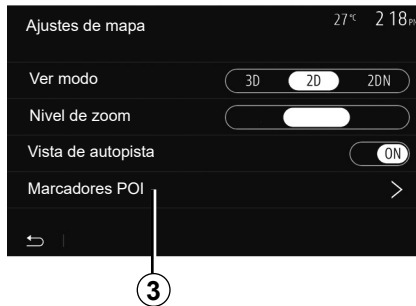 Ajustes de mapa 27°C 2 18 PM
Ver modo 3D 2D 2DN
Nivel de zoom
Vista de autopista ON
Marcadores POI
3